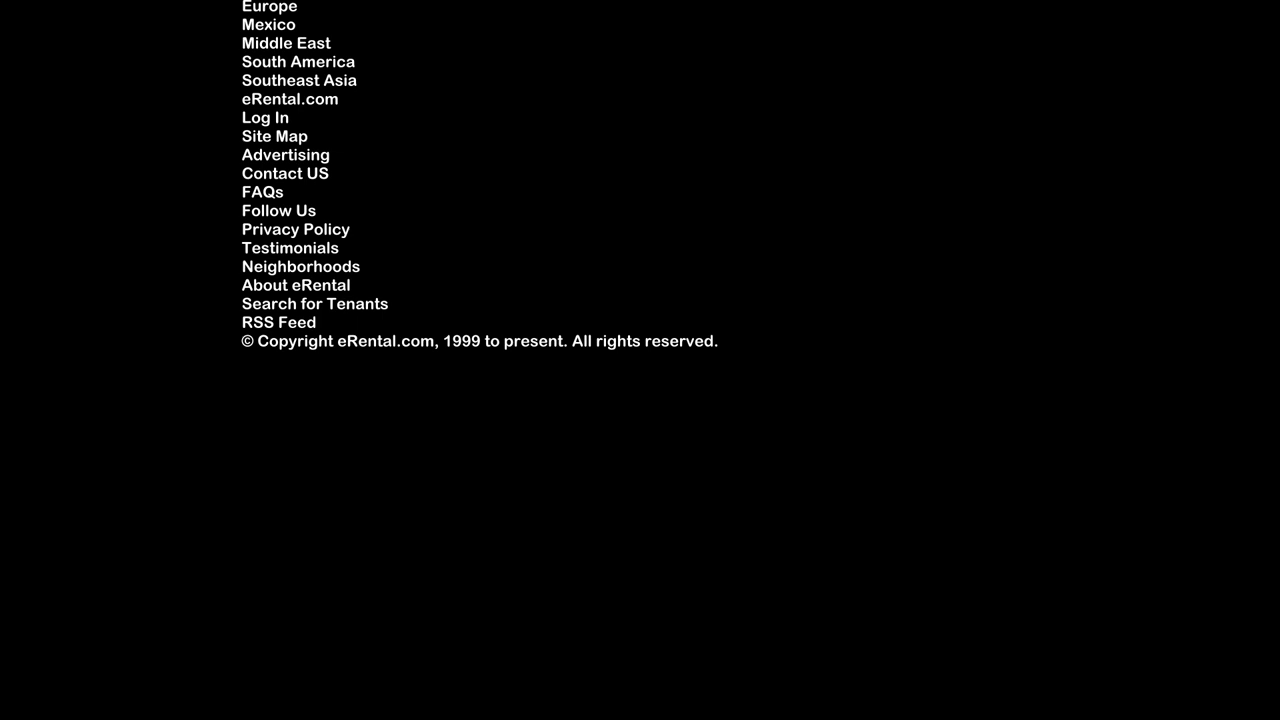 Europe
Mexico
Middle East
South America
Southeast Asia
eRental.com
Log In
Site Map
Advertising
Contact US
FAQs
Follow Us
Privacy Policy
Testimonials
Neighborhoods
About eRental
Search for Tenants
RSS Feed
© Copyright eRental.com, 1999 to present. All rights reserved.